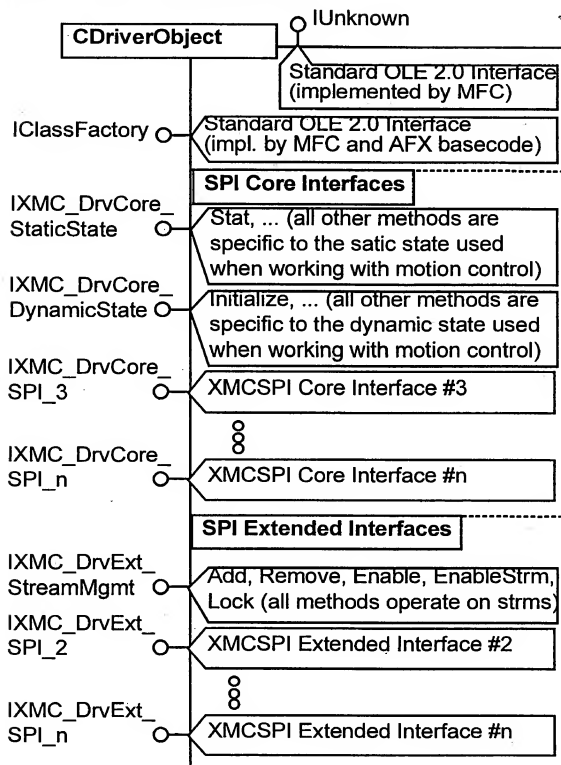 IUnknown
CDriverObject
Standard OLE 2.0 Interface
(implemented by MFC)
IClassFactory
Standard OLE 2.0 Interface
(impl. by MFC and AFX basecode)
SPI Core Interfaces
IXMC_DrvCore_
StaticState
Stat, ... (all other methods are
specific to the satic state used
when working with motion control)
IXMC_DrvCore_
DynamicState
Initialize, ... (all other methods are
specific to the dynamic state used
when working with motion control)
IXMC_DrvCore_
SPI_3
XMCSPI Core Interface #3
IXMC_DrvCore_
SPI_n
XMCSPI Core Interface #n
SPI Extended Interfaces
IXMC_DrvExt_
StreamMgmt
Add, Remove, Enable, EnableStrm,
Lock (all methods operate on strms)
IXMC_DrvExt_
SPI_2
XMCSPI Extended Interface #2
IXMC_DrvExt_
SPI_n
XMCSPI Extended Interface #n